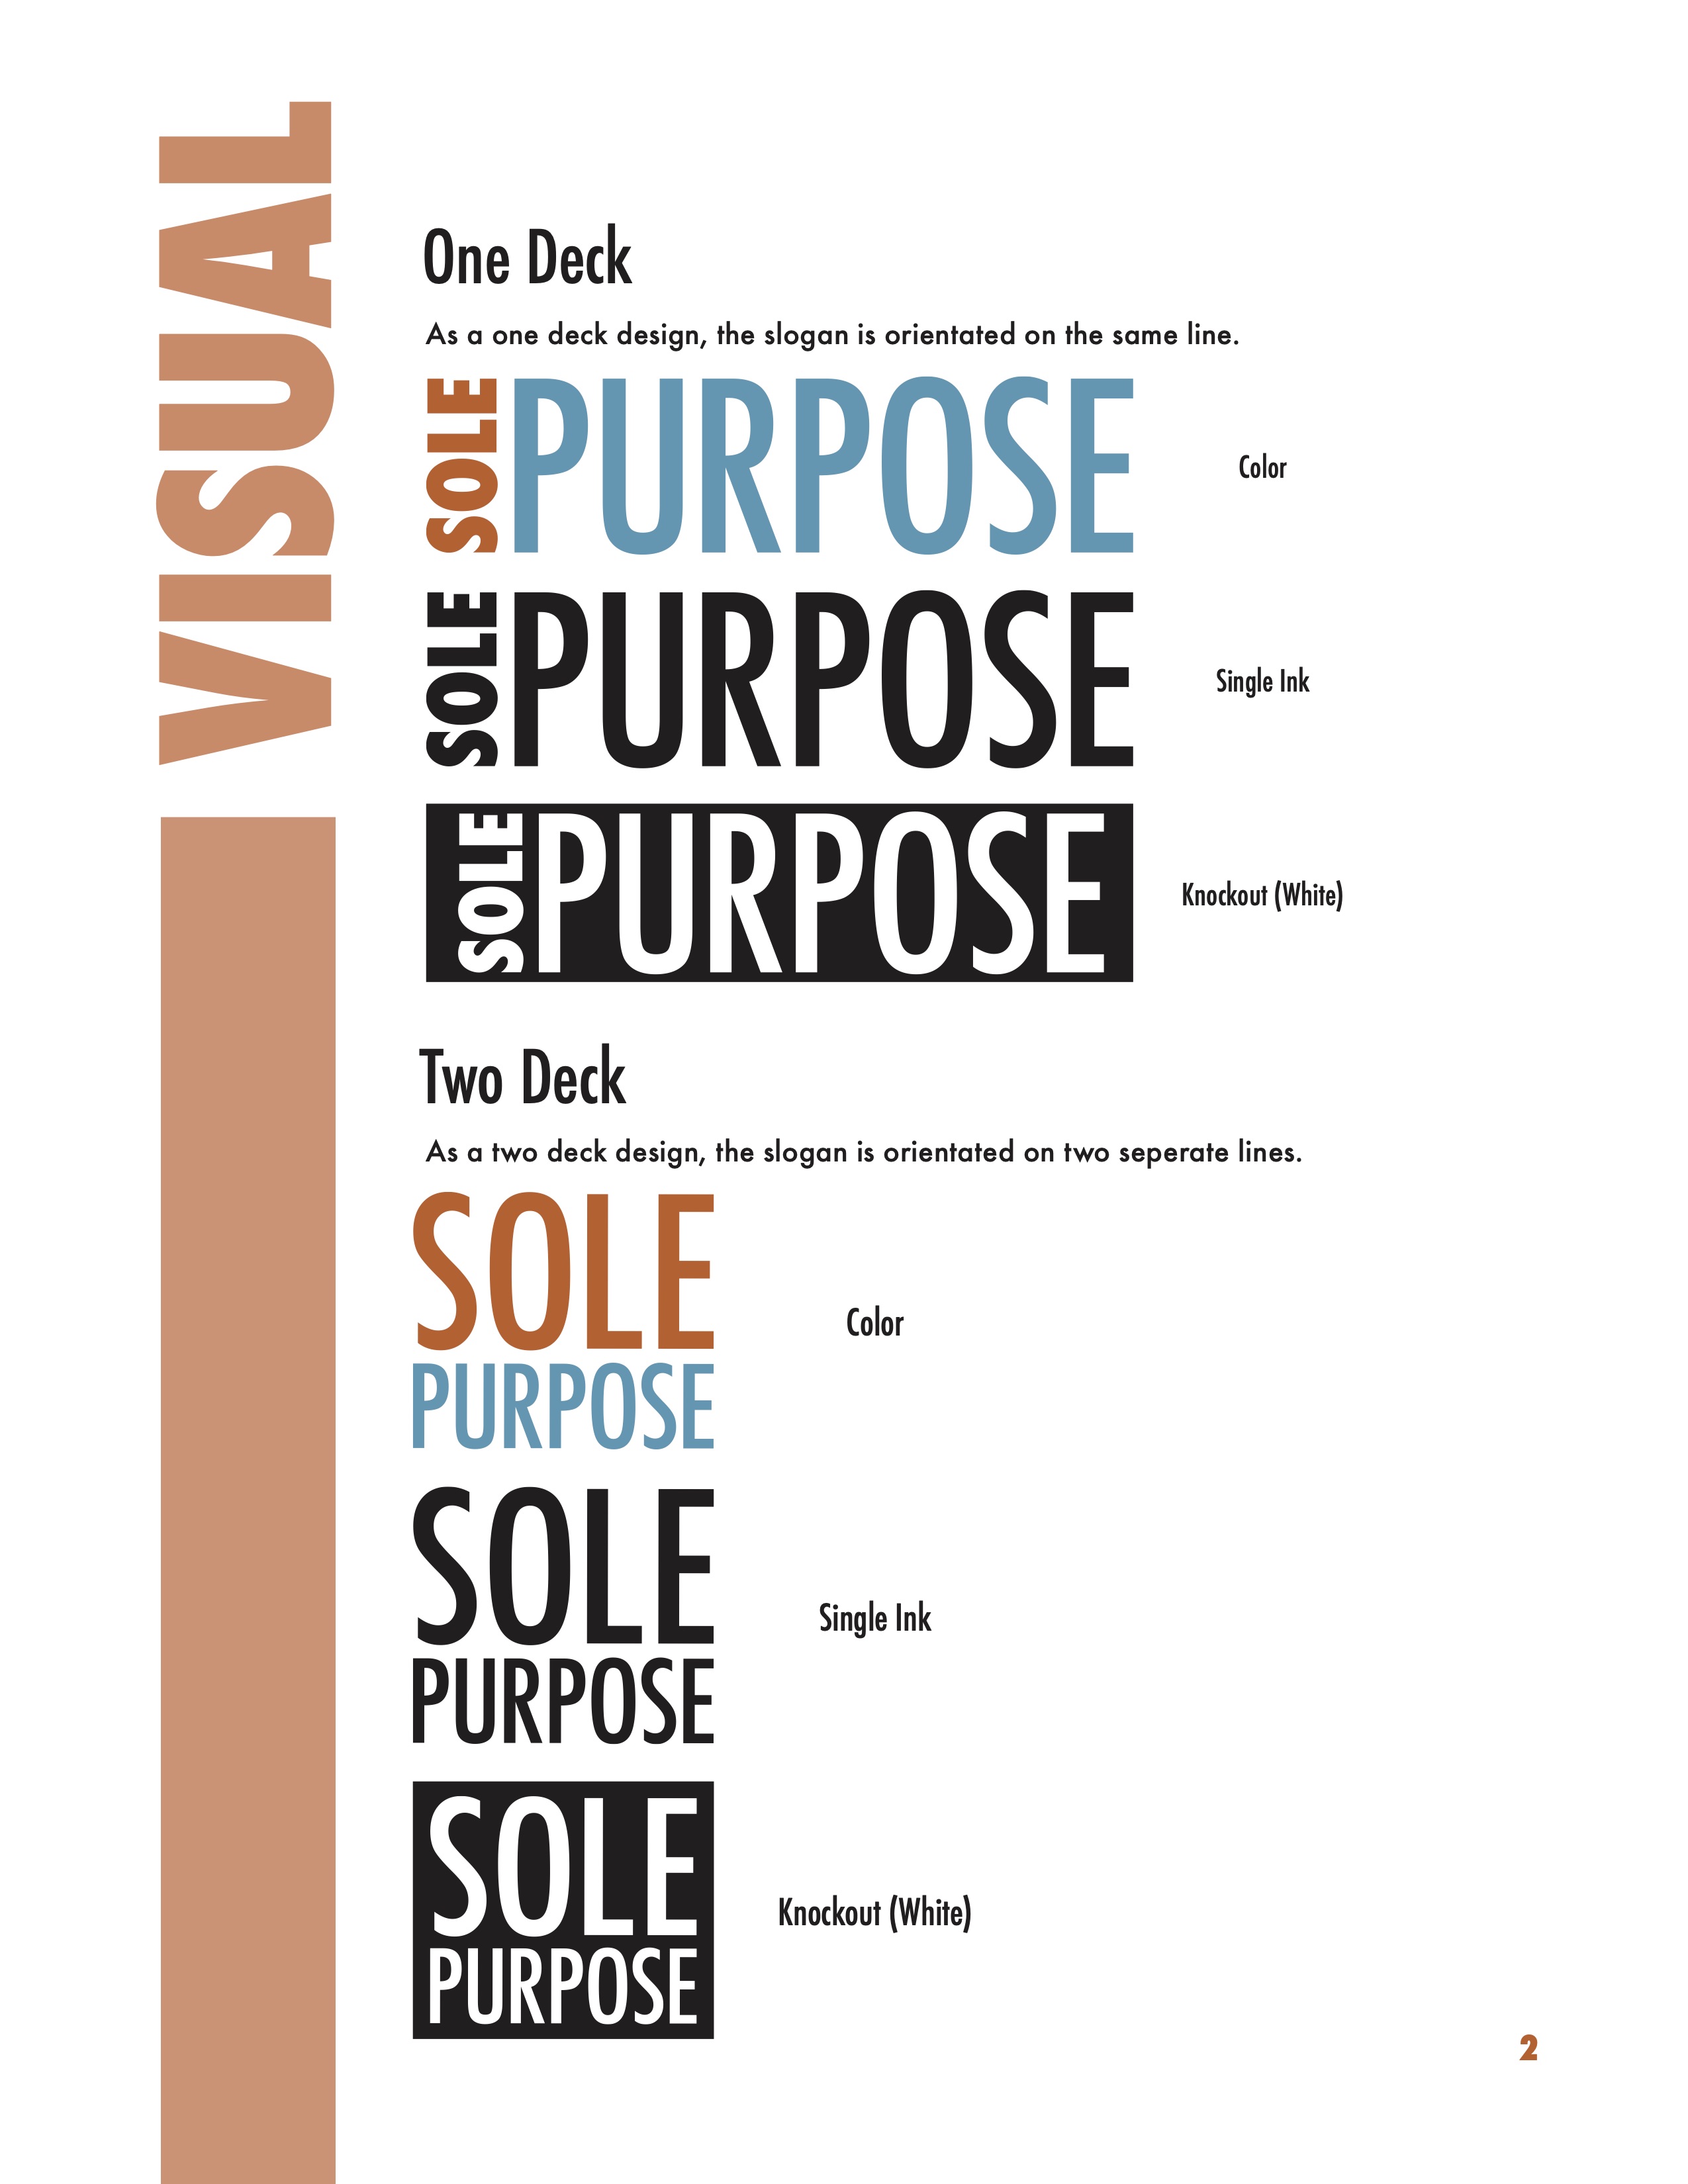 VISUAL
One Deck
As a one deck design, the slogan is orientated on the same line.
SOLE PURPOSE
Color
SOLE PURPOSE
Single Ink
SOLE PURPOSE
Knockout (White)
Two Deck
As a two deck design, the slogan is orientated on two seperate lines.
SOLE
PURPOSE
Color
SOLE
PURPOSE
Single Ink
SOLE
PURPOSE
Knockout (White)
2